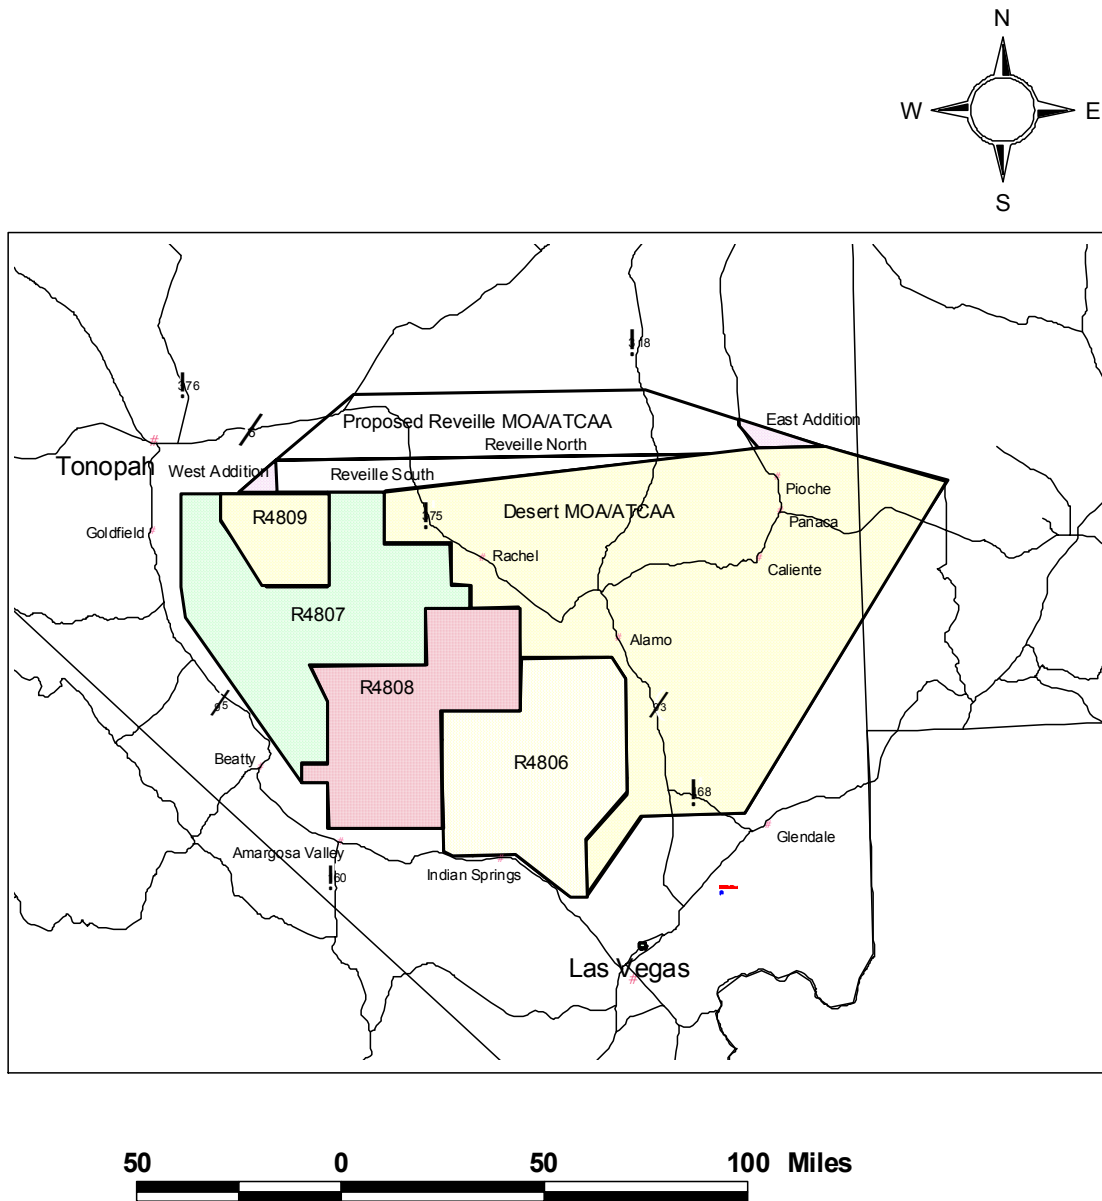 N
W
E
S
318
376
6
East Addition
Proposed Reveille MOA/ATCAA
Reveille North
Tonopah
West Addition
Reveille South
Pioche
R4809
375
Desert MOA/ATCAA
Panaca
Goldfield
Rachel
Caliente
R4807
Alamo
R4808
95
93
Beatty
R4806
168
Glendale
Amargosa Valley
Indian Springs
160
Las Vegas
50 0 50 100 Miles